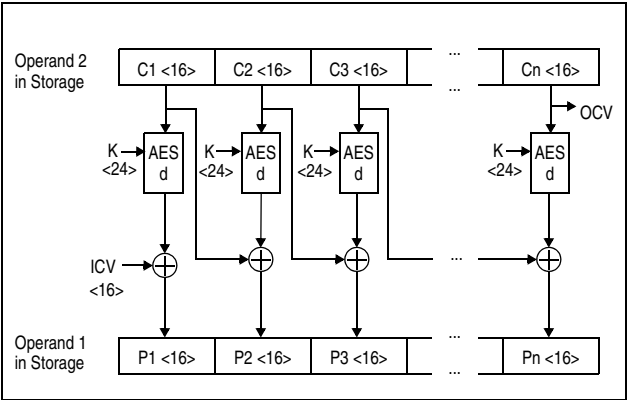 ...
Operand 2 in Storage C1 <16> C2 <16> C3 <16> Cn <16>
...
OCV
K <24> AES d K <24> AES d K <24> AES d K <24> AES d
ICV <16> ...
...
Operand 1 in Storage P1 <16> P2 <16> P3 <16> Pn <16>
...